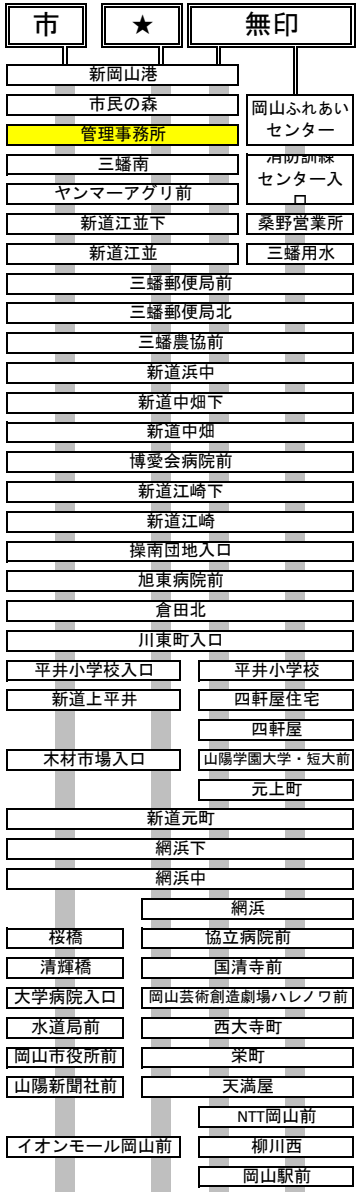 市 ★ 無印
新岡山港
市民の森
岡山ふれあい
センター
管理事務所
三蟠南
消防訓練
センター入
口
ヤンマーアグリ前
新道江並下 桑野営業所
新道江並 三蟠用水
三蟠郵便局前
三蟠郵便局北
三蟠農協前
新道浜中
新道中畑下
新道中畑
博愛会病院前
新道江崎下
新道江崎
操南団地入口
旭東病院前
倉田北
川東町入口
平井小学校入口 平井小学校
新道上平井 四軒屋住宅
四軒屋
木材市場入口 山陽学園大学・短大前
元上町
新道元町
網浜下
網浜中
網浜
桜橋 協立病院前
清輝橋 国清寺前
大学病院入口 岡山芸術創造劇場ハレノワ前
水道局前 西大寺町
岡山市役所前 栄町
山陽新聞社前 天満屋
NTT岡山前
イオンモール岡山前 柳川西
岡山駅前